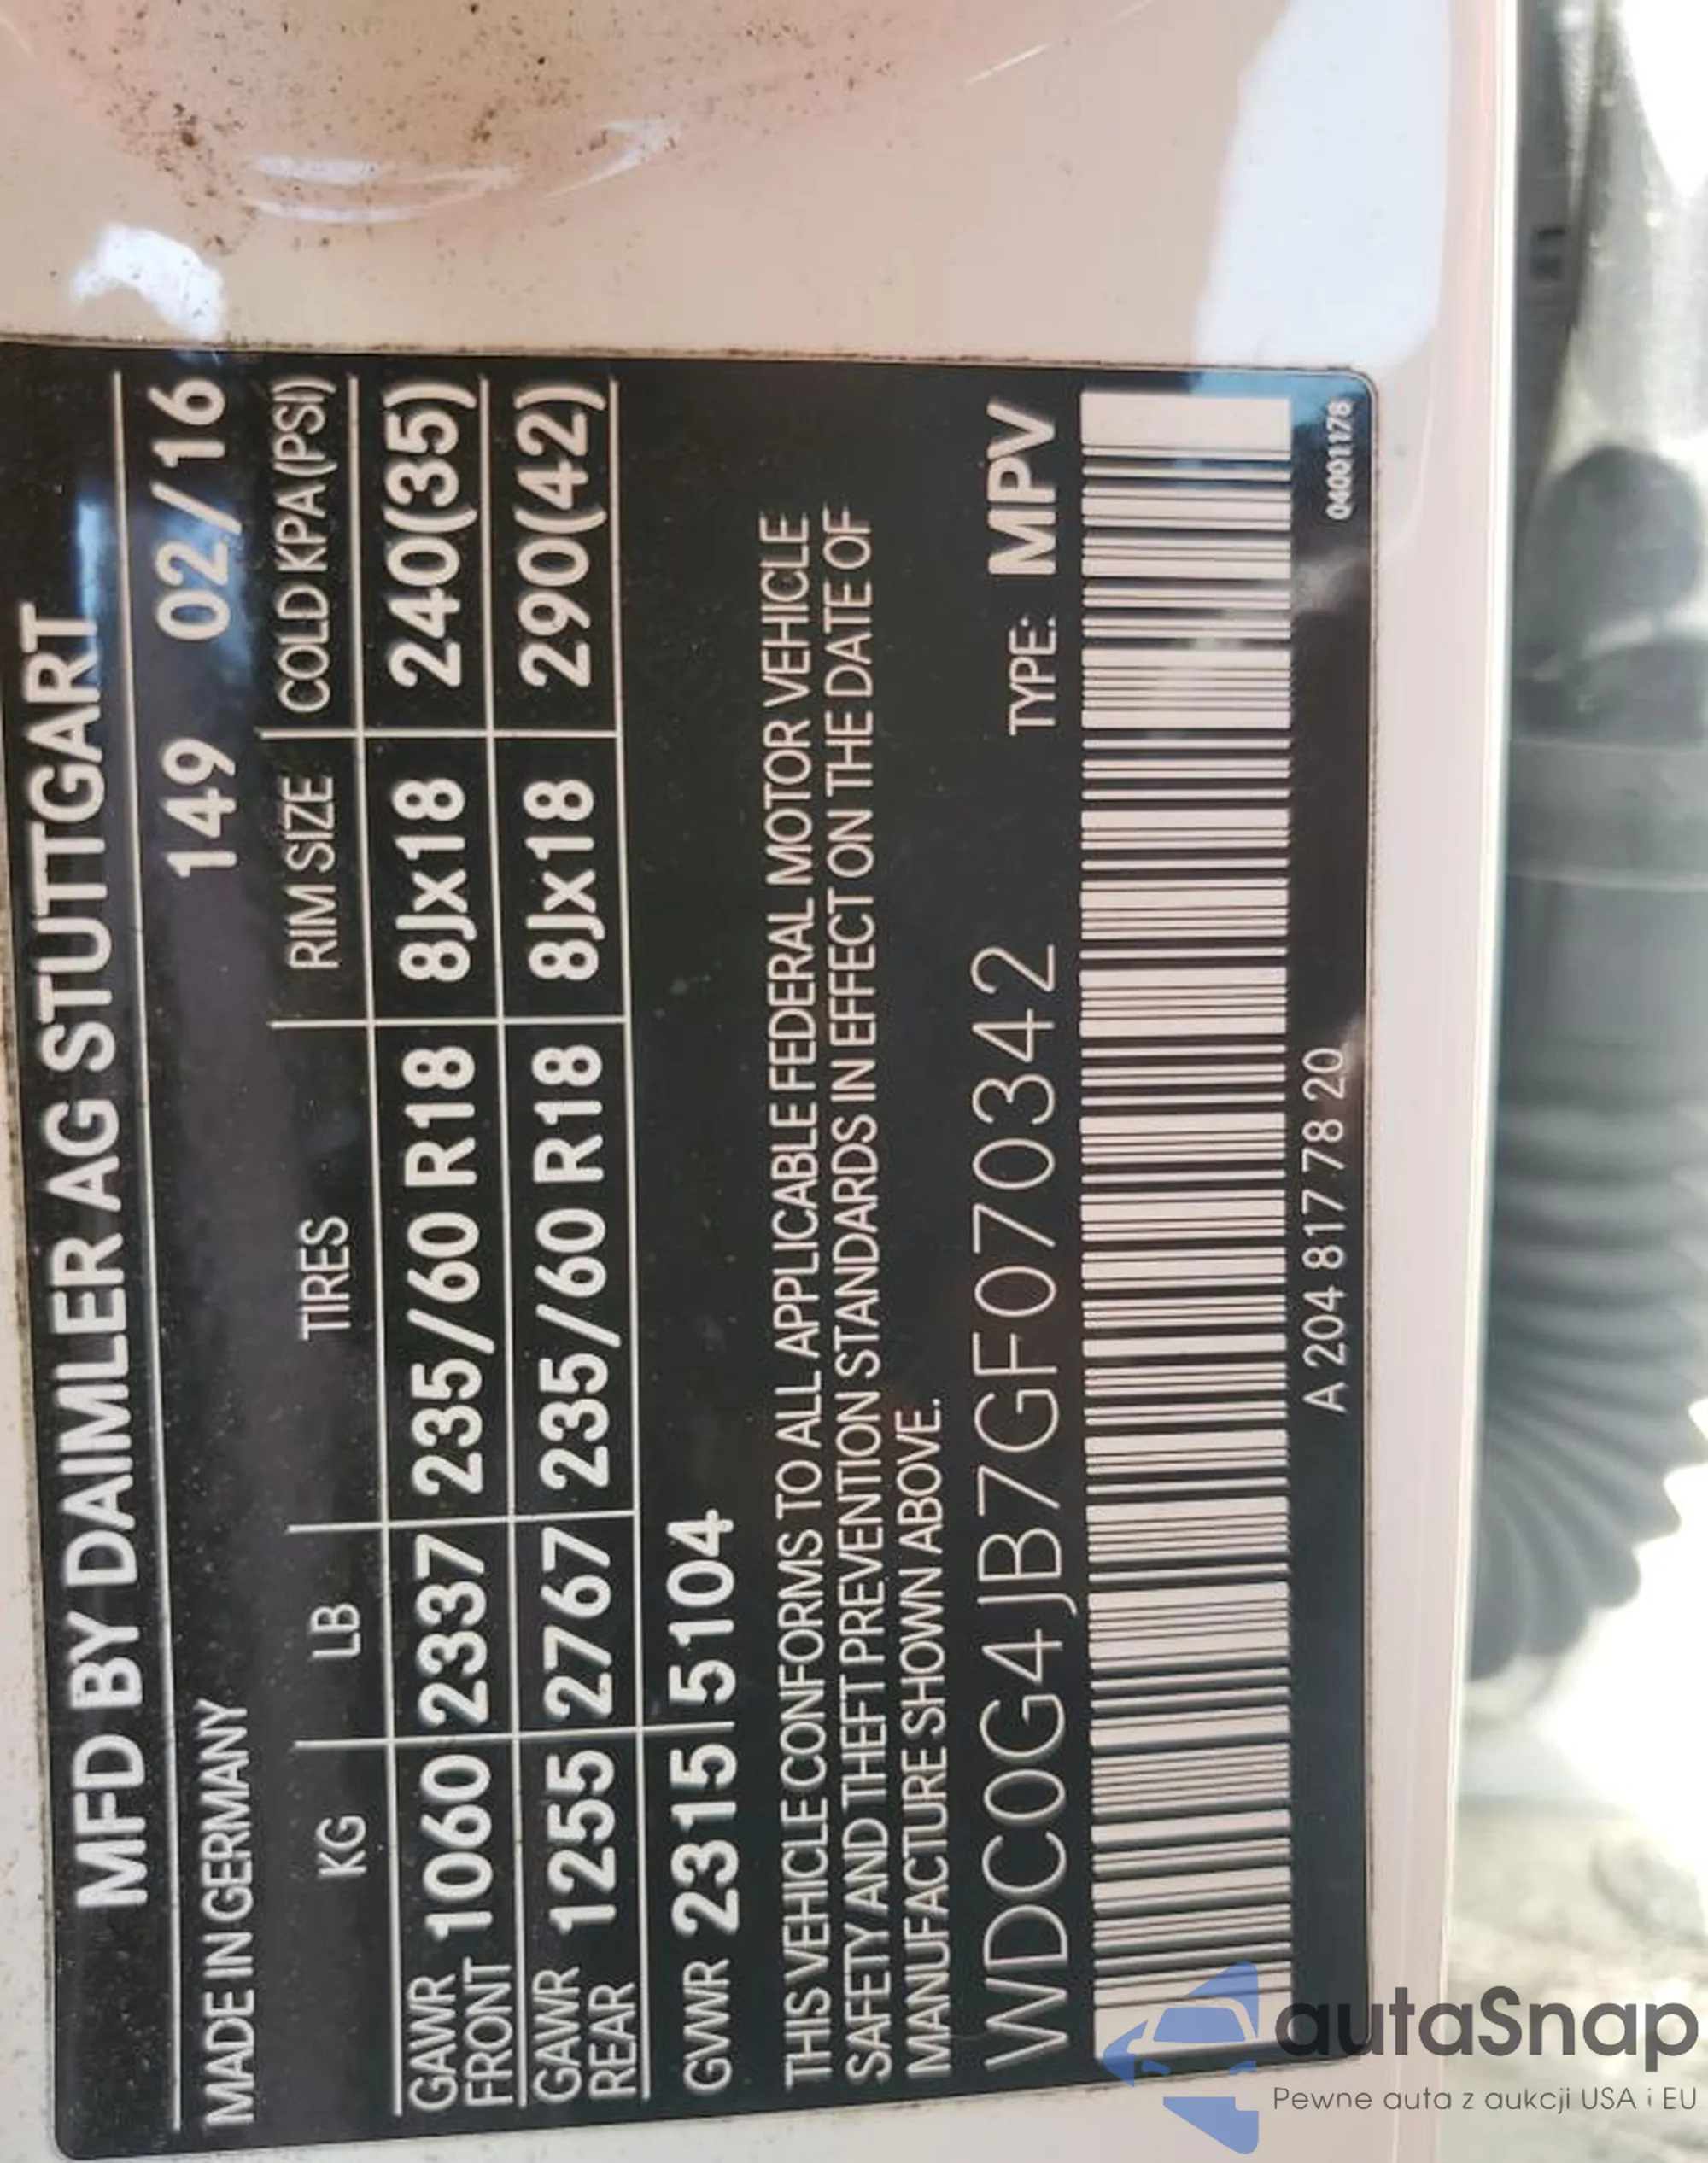 MFD BY DAIMLER AG STUTTGART
MADE IN GERMANY 149 02/16
KG LB TIRES RIM SIZE COLD KPA(PSI)
GAWR FRONT 1060 2337 235/60 R18 8Jx18 240(35)
GAWR REAR 1255 2767 235/60 R18 8Jx18 290(42)
GVWR 2315 5104
THIS VEHICLE CONFORMS TO ALL APPLICABLE FEDERAL MOTOR VEHICLE
SAFETY AND THEFT PREVENTION STANDARDS IN EFFECT ON THE DATE OF
MANUFACTURE SHOWN ABOVE.
WDC0G4JB7GF070342 TYPE: MPV
A 204 817 78 20 04001178
autaSnap
Pewne auta z aukcji USA i EU